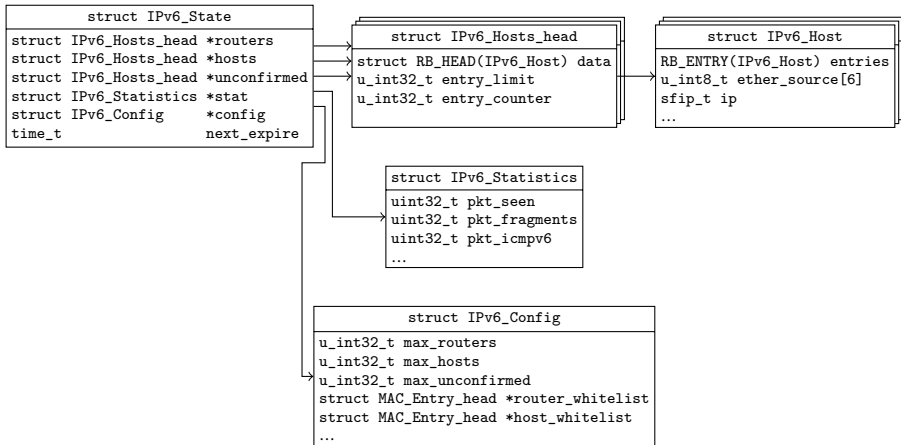 struct IPv6_State
struct IPv6_Hosts_head *routers
struct IPv6_Hosts_head *hosts
struct IPv6_Hosts_head *unconfirmed
struct IPv6_Statistics *stat
struct IPv6_Config *config
time_t next_expire
struct IPv6_Hosts_head
struct RB_HEAD(IPv6_Host) data
u_int32_t entry_limit
u_int32_t entry_counter
struct IPv6_Host
RB_ENTRY(IPv6_Host) entries
u_int8_t ether_source[6]
sfip_t ip
...
struct IPv6_Statistics
uint32_t pkt_seen
uint32_t pkt_fragments
uint32_t pkt_icmpv6
...
struct IPv6_Config
u_int32_t max_routers
u_int32_t max_hosts
u_int32_t max_unconfirmed
struct MAC_Entry_head *router_whitelist
struct MAC_Entry_head *host_whitelist
...